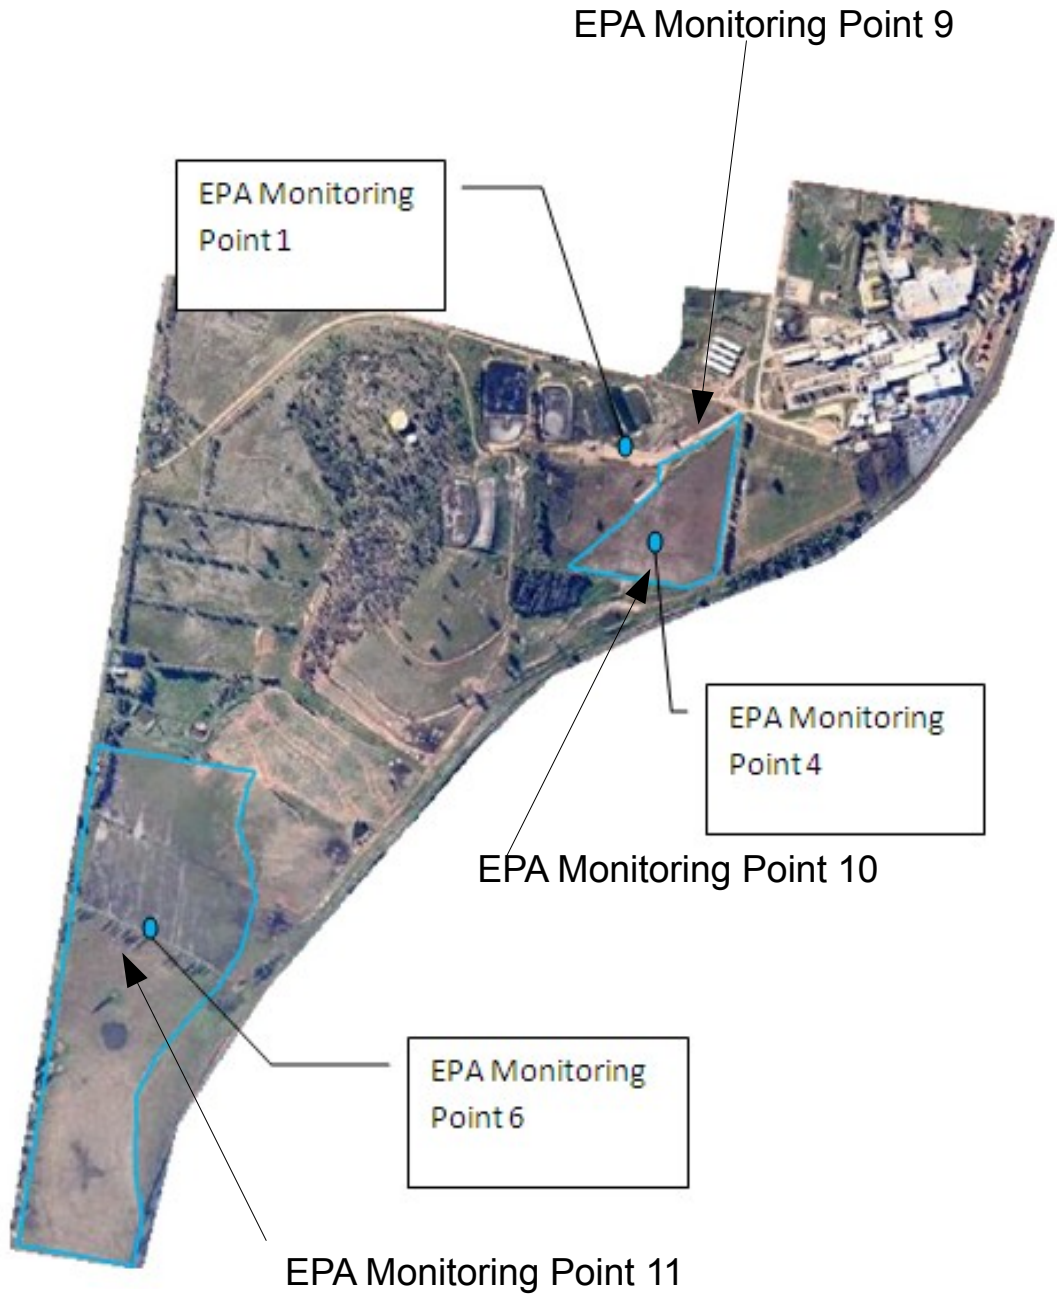 EPA Monitoring Point 9
EPA Monitoring
Point 1
EPA Monitoring
Point 4
EPA Monitoring Point 10
EPA Monitoring
Point 6
EPA Monitoring Point 11